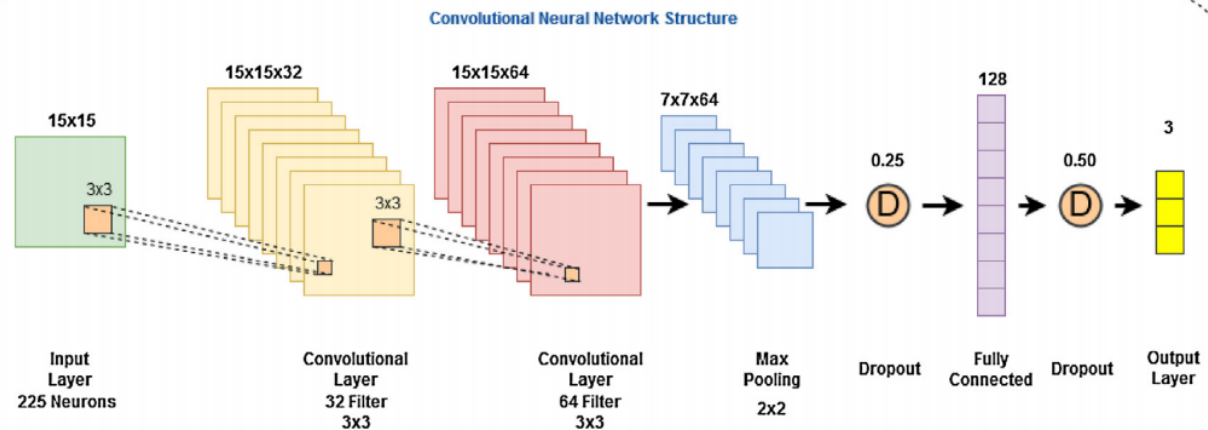 Convolutional Neural Network Structure
15x15
3x3
15x15x32
3x3
15x15x64
7x7x64
0.25
D
128
0.50
D
3
Input
Layer
225 Neurons
Convolutional
Layer
32 Filter
3x3
Convolutional
Layer
64 Filter
3x3
Max
Pooling
2x2
Dropout
Fully
Connected
Dropout
Output
Layer